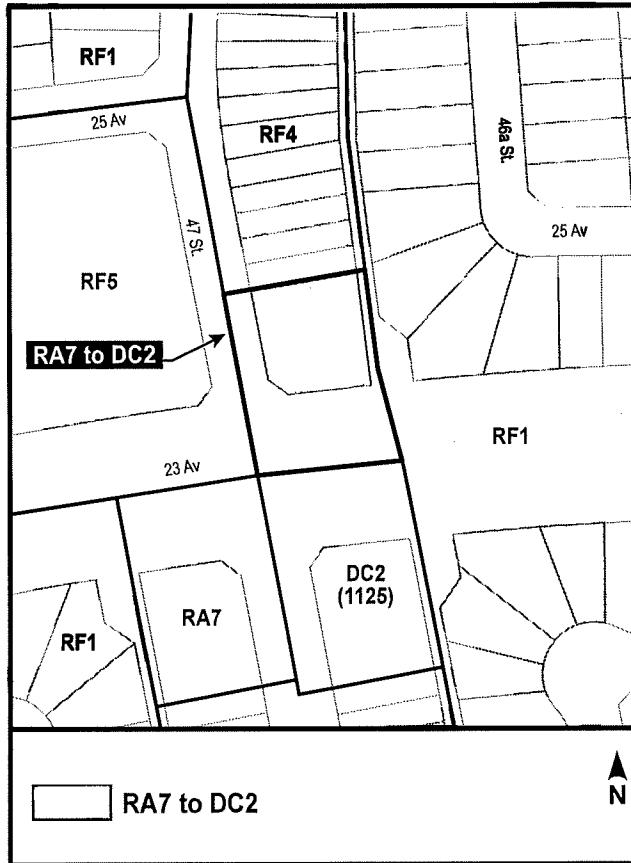 RF1
25 Av
RF4
46a St.
47 St.
25 Av
RF5
RA7 to DC2
RF1
23 Av
DC2
(1125)
RA7
RF1
RA7 to DC2
N